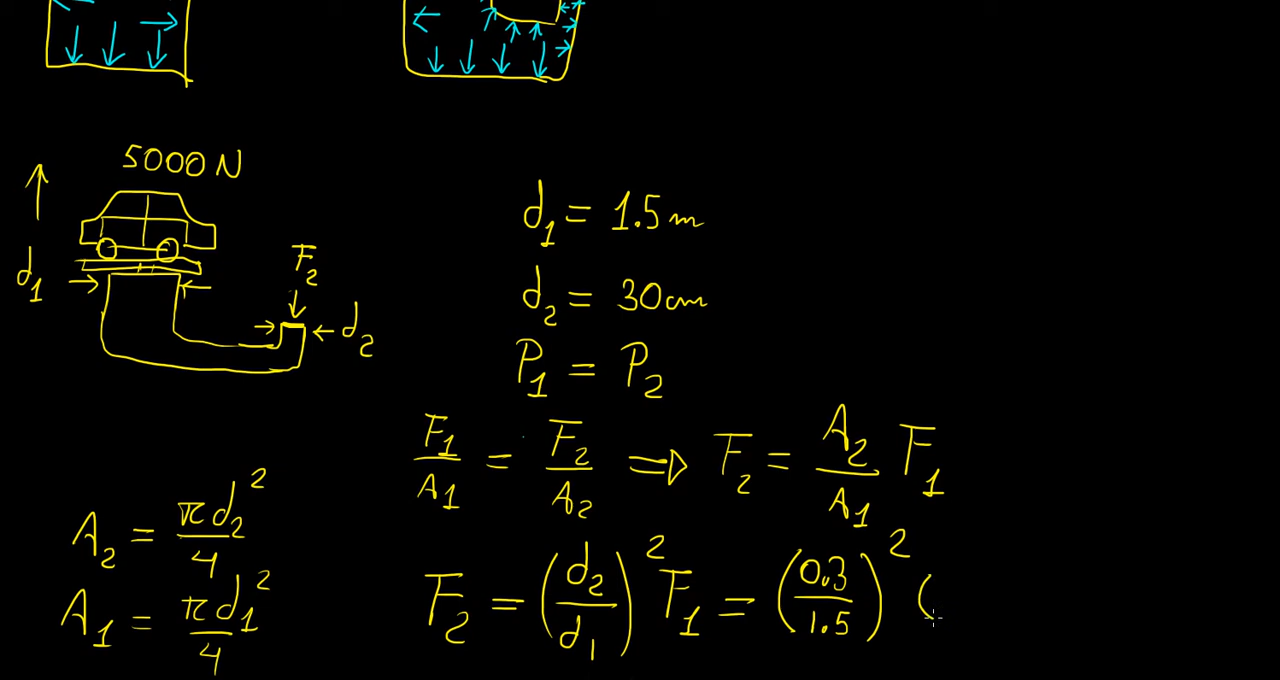 5000 N
d₁
F₂
d₂
d₁ = 1.5 m
d₂ = 30 cm
P₁ = P₂
F₁/A₁ = F₂/A₂ ⟹ F₂ = A₂/A₁ F₁
A₂ = πd₂²/4
A₁ = πd₁²/4
F₂ = (d₂/d₁)² F₁ = (0.3/1.5)² (